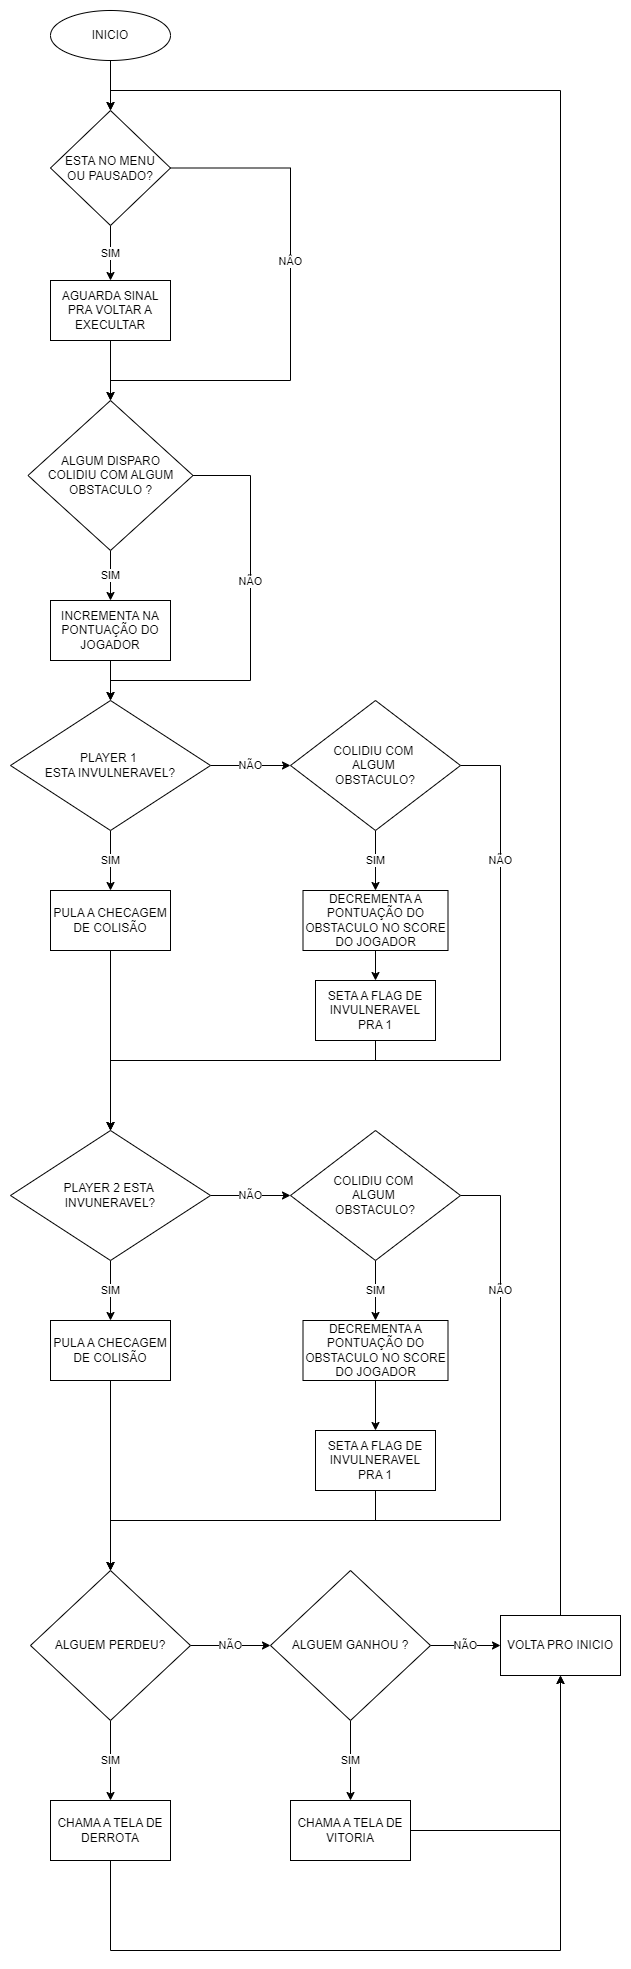 INICIO
ESTA NO MENU
OU PAUSADO?
SIM
NÃO
AGUARDA SINAL
PRA VOLTAR A
EXECULTAR
ALGUM DISPARO
COLIDIU COM ALGUM
OBSTACULO ?
SIM
NÃO
INCREMENTA NA
PONTUAÇÃO DO
JOGADOR
PLAYER 1
ESTA INVULNERAVEL?
NÃO
COLIDIU COM
ALGUM
OBSTACULO?
SIM
SIM
NÃO
PULA A CHECAGEM
DE COLISÃO
DECREMENTA A
PONTUAÇÃO DO
OBSTACULO NO SCORE
DO JOGADOR
SETA A FLAG DE
INVULNERAVEL
PRA 1
PLAYER 2 ESTA
INVUNERAVEL?
NÃO
COLIDIU COM
ALGUM
OBSTACULO?
SIM
SIM
NÃO
PULA A CHECAGEM
DE COLISÃO
DECREMENTA A
PONTUAÇÃO DO
OBSTACULO NO SCORE
DO JOGADOR
SETA A FLAG DE
INVULNERAVEL
PRA 1
ALGUEM PERDEU?
NÃO
ALGUEM GANHOU ?
NÃO
VOLTA PRO INICIO
SIM
SIM
CHAMA A TELA DE
DERROTA
CHAMA A TELA DE
VITORIA